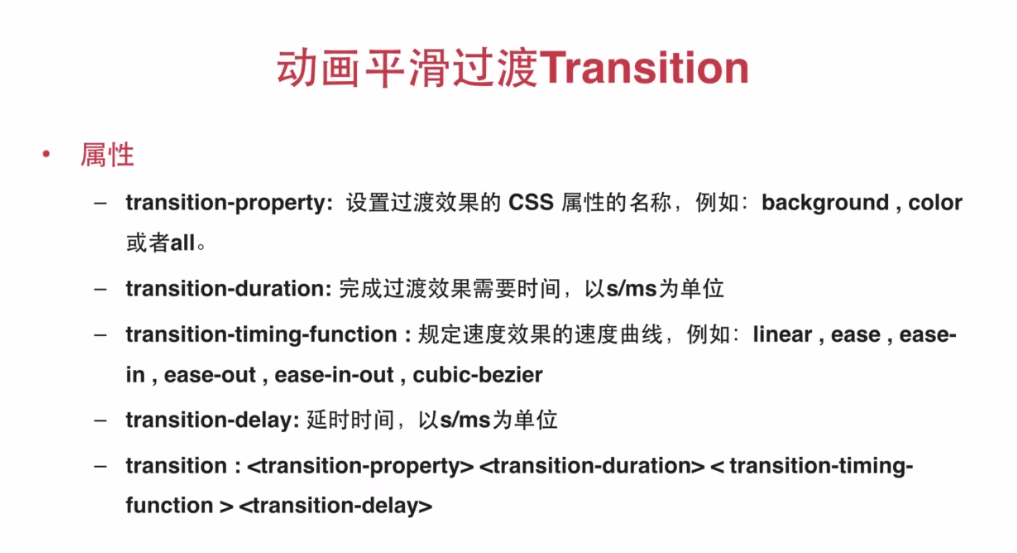 动画平滑过渡Transition
• 属性
– transition-property: 设置过渡效果的 CSS 属性的名称，例如：background , color
或者all。
– transition-duration: 完成过渡效果需要时间，以s/ms为单位
– transition-timing-function : 规定速度效果的速度曲线，例如：linear , ease , ease-
in , ease-out , ease-in-out , cubic-bezier
– transition-delay: 延时时间，以s/ms为单位
– transition : <transition-property> <transition-duration> < transition-timing-
function > <transition-delay>